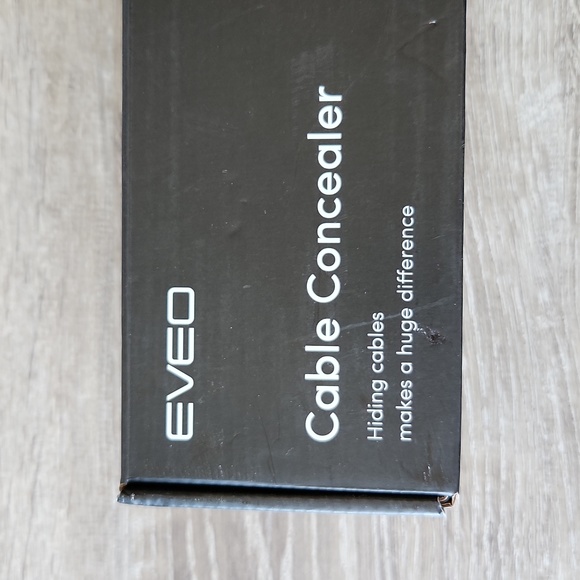 EVEO
Cable Concealer
Hiding cables
makes a huge difference